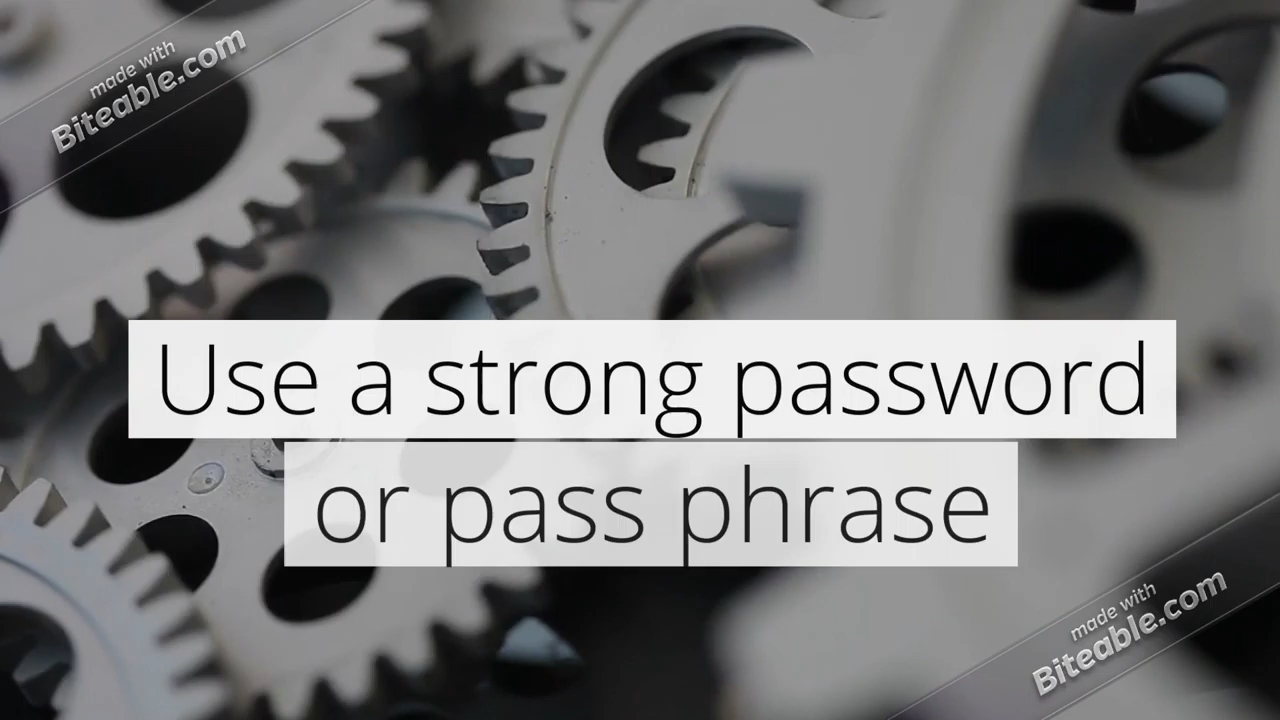 made with
Biteable.com
Use a strong password
or pass phrase
made with
Biteable.com